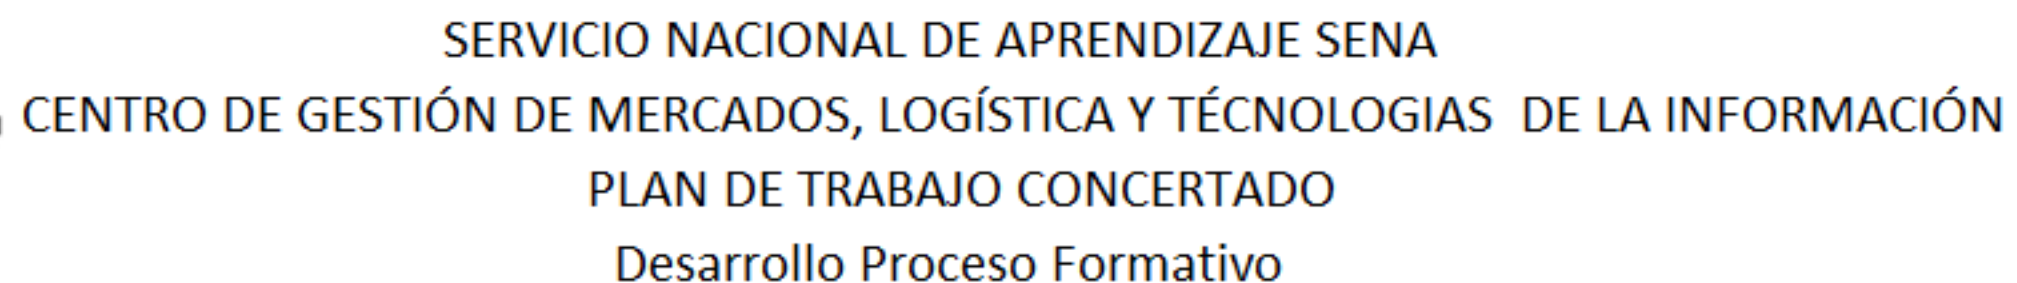 SERVICIO NACIONAL DE APRENDIZAJE SENA
CENTRO DE GESTIÓN DE MERCADOS, LOGÍSTICA Y TÉCNOLOGIAS  DE LA INFORMACIÓN
PLAN DE TRABAJO CONCERTADO
Desarrollo Proceso Formativo